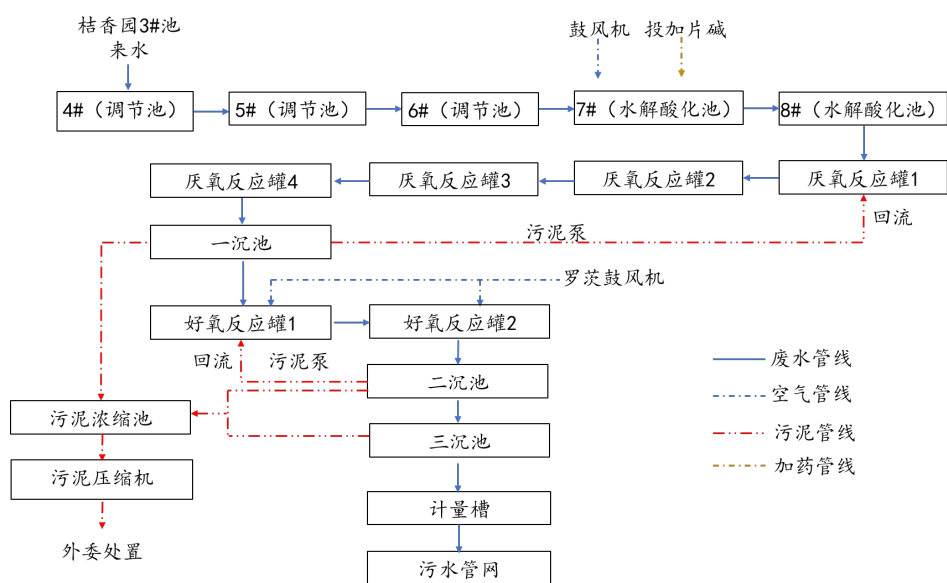 桔香园3#池
来水
鼓风机
投加片碱
4#（调节池）
5#（调节池）
6#（调节池）
7#（水解酸化池）
8#（水解酸化池）
厌氧反应罐4
厌氧反应罐3
厌氧反应罐2
厌氧反应罐1
回流
污泥泵
一沉池
罗茨鼓风机
好氧反应罐1
好氧反应罐2
回流
污泥泵
二沉池
三沉池
污泥浓缩池
污泥压缩机
外委处置
计量槽
污水管网
废水管线
空气管线
污泥管线
加药管线